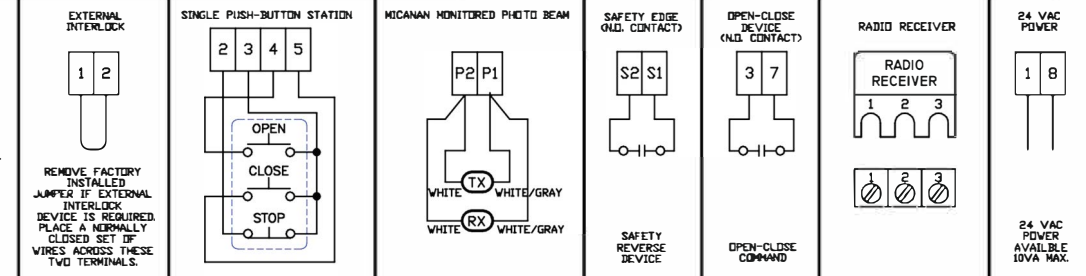 EXTERNAL
INTERLOCK
1 2
REMOVE FACTORY
INSTALLED
JUMPER IF EXTERNAL
INTERLOCK
DEVICE IS REQUIRED.
PLACE A NORMALLY
CLOSED SET OF
WIRES ACROSS THESE
TWO TERMINALS.
SINGLE PUSH-BUTTON STATION
2 3 4 5
OPEN
CLOSE
STOP
MICANAN MONITORED PHOTO BEAM
P2 P1
TX
WHITE WHITE/GRAY
RX
WHITE WHITE/GRAY
SAFETY EDGE
(N.O. CONTACT)
S2 S1
SAFETY
REVERSE
DEVICE
OPEN-CLOSE
DEVICE
(N.O. CONTACT)
3 7
OPEN-CLOSE
COMMAND
RADIO RECEIVER
RADIO
RECEIVER
1 2 3
1 2 3
24 VAC
POWER
1 8
24 VAC
POWER
AVAILBLE
10VA MAX.